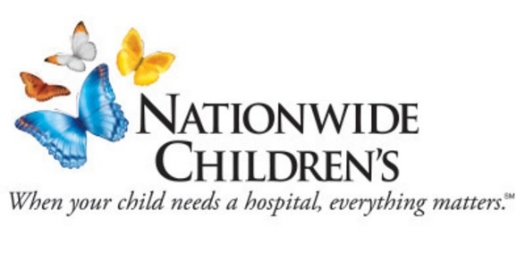 NATIONWIDE
CHILDREN'S
When your child needs a hospital, everything matters.℠